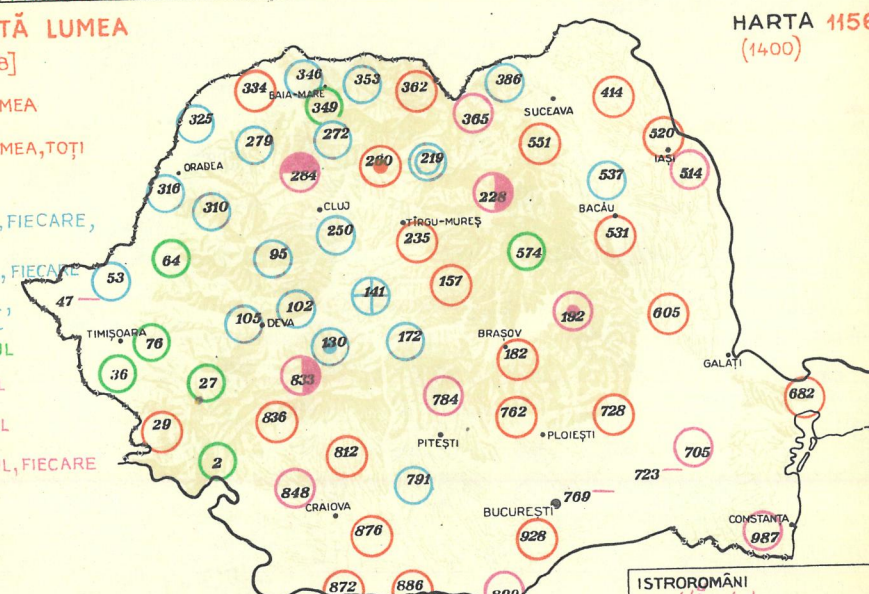 TĂ LUMEA
HARTA 1156
(1400)
a]
MEA
MEA, TOȚI
, FIECARE,
, FIECARE
,
IL
L
L
IL, FIECARE
346
353
362
386
334
BAIA-MARE
349
365
SUCEAVA
414
325
279
272
551
520
IAȘI
219
284
514
ORADEA
537
316
228
310
CLUJ
BACĂU
TÎRGU-MUREȘ
250
235
531
574
64
95
53
157
141
47
102
192
605
105
DEVA
TIMIȘOARA
76
130
172
BRAȘOV
182
GALAȚI
36
27
833
784
682
29
836
762
728
PITEȘTI
PLOIEȘTI
812
705
2
723
791
848
769
CRAIOVA
BUCUREȘTI
CONSTANȚA
876
928
987
872
886
ISTROROMÂNI